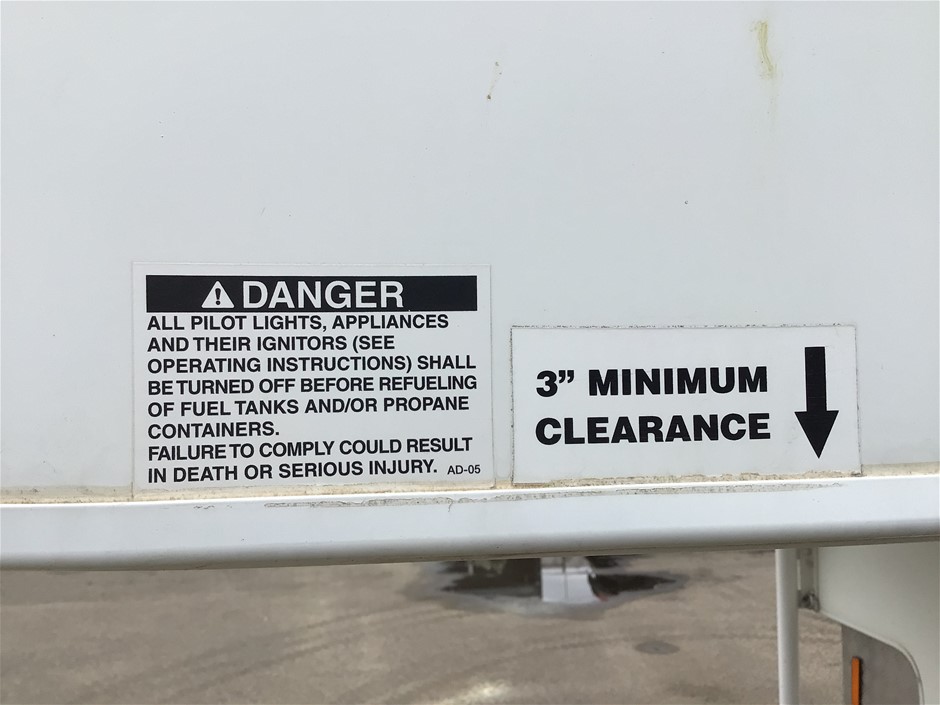 DANGER
ALL PILOT LIGHTS, APPLIANCES
AND THEIR IGNITORS (SEE
OPERATING INSTRUCTIONS) SHALL
BE TURNED OFF BEFORE REFUELING
OF FUEL TANKS AND/OR PROPANE
CONTAINERS.
FAILURE TO COMPLY COULD RESULT
IN DEATH OR SERIOUS INJURY. AD-05
3” MINIMUM
CLEARANCE